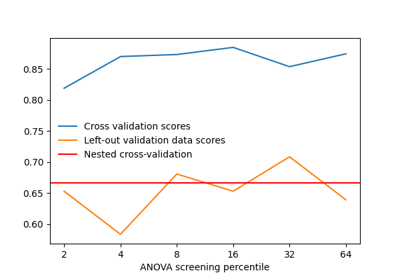 0.85
0.80
0.75
0.70
0.65
0.60
Cross validation scores
Left-out validation data scores
Nested cross-validation
2 4 8 16 32 64
ANOVA screening percentile